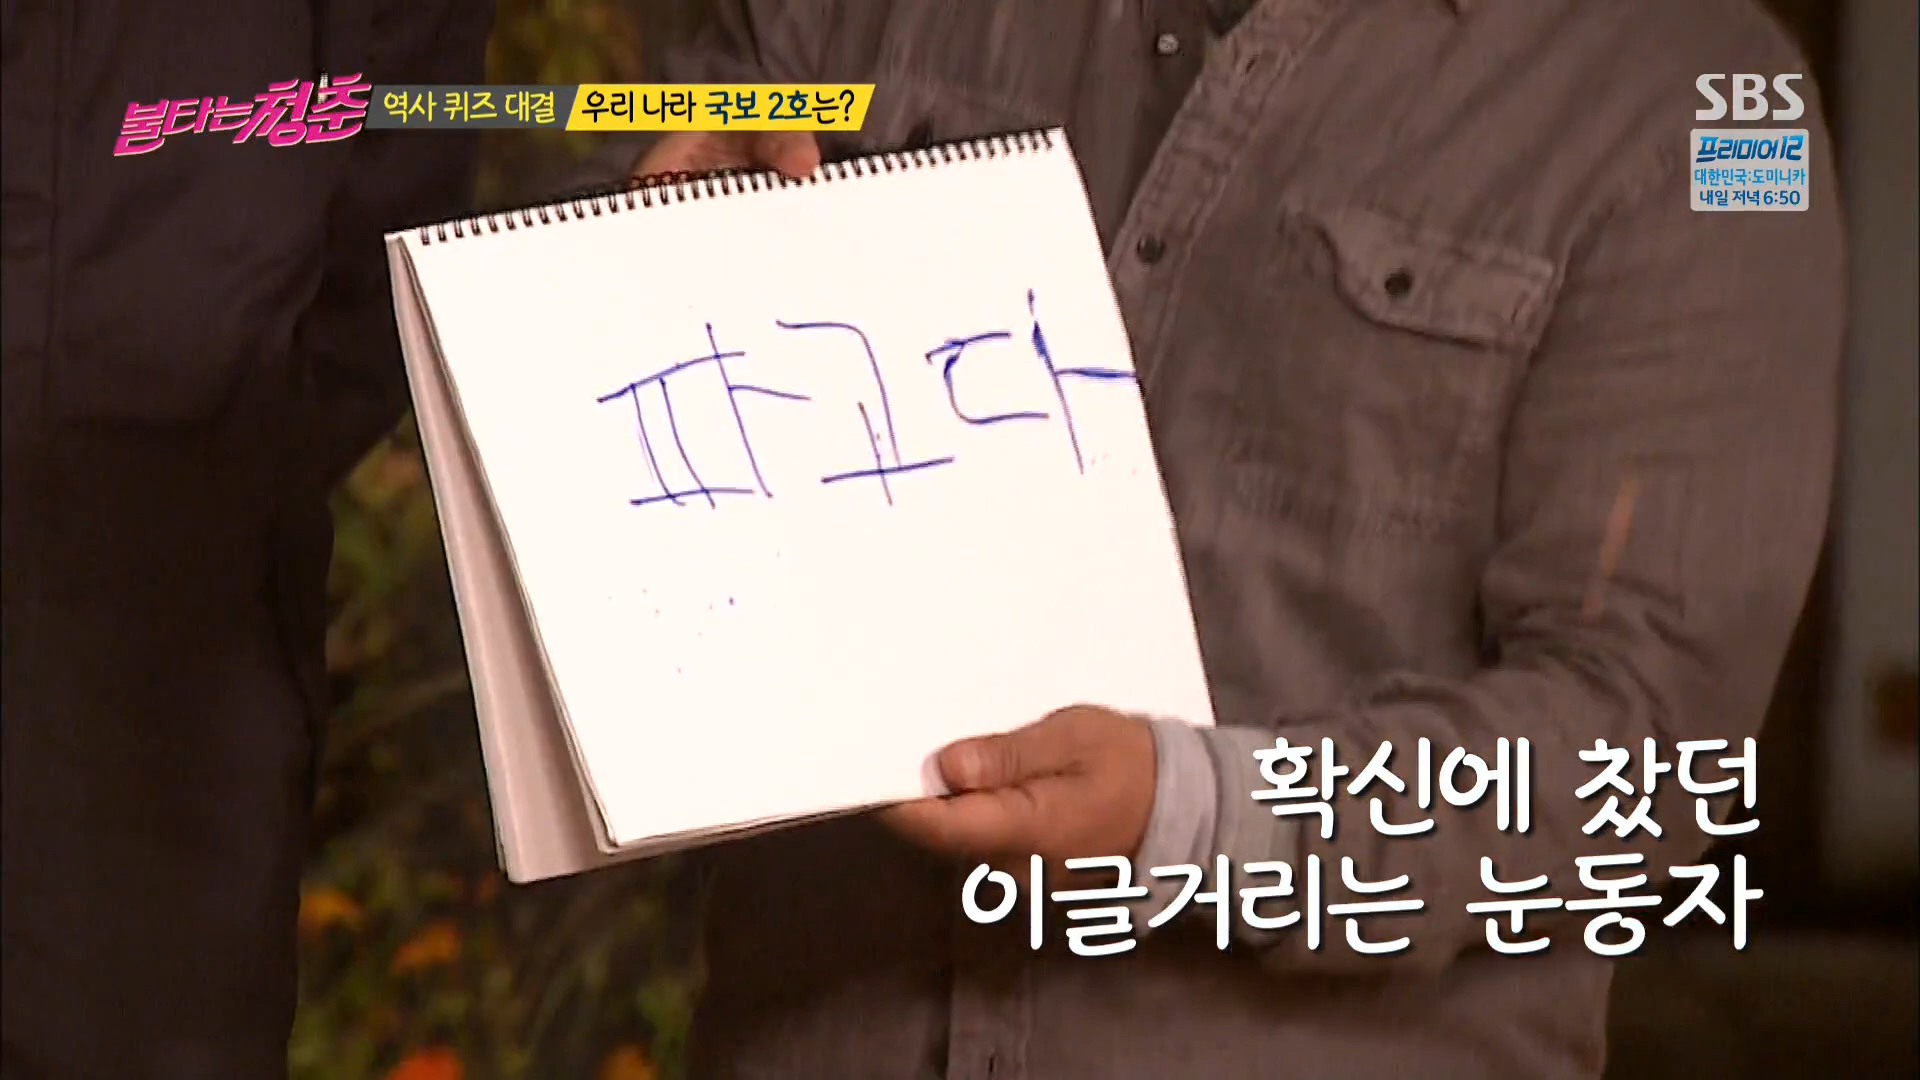 불타는청춘 역사 퀴즈 대결 우리 나라 국보 2호는?
SBS
프리미어12
대한민국:도미니카
내일 저녁 6:50
파고다
확신에 찼던
이글거리는 눈동자